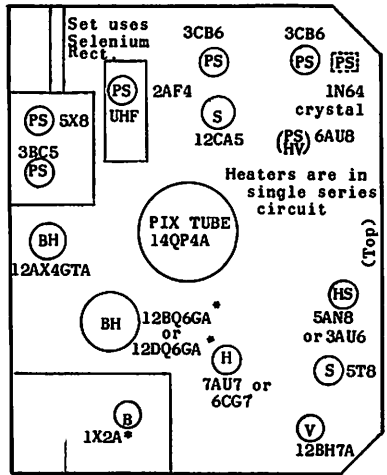 Set uses
Selenium
Rect.
3CB6
3CB6
PS
PS
PS
PS
2AF4
UHF
1N64
crystal
S
12CA5
PS
5X8
(PS
HV)
6AU8
3BC5
PS
Heaters are in
single series
circuit
PIX TUBE
14QP4A
(Top)
BH
12AX4GTA
HS
5AN8
or 3AU6
BH
12BQ6GA*
or
12DQ6GA*
H
7AU7 or
6CG7
S
5T8
B
1X2A*
V
12BH7A